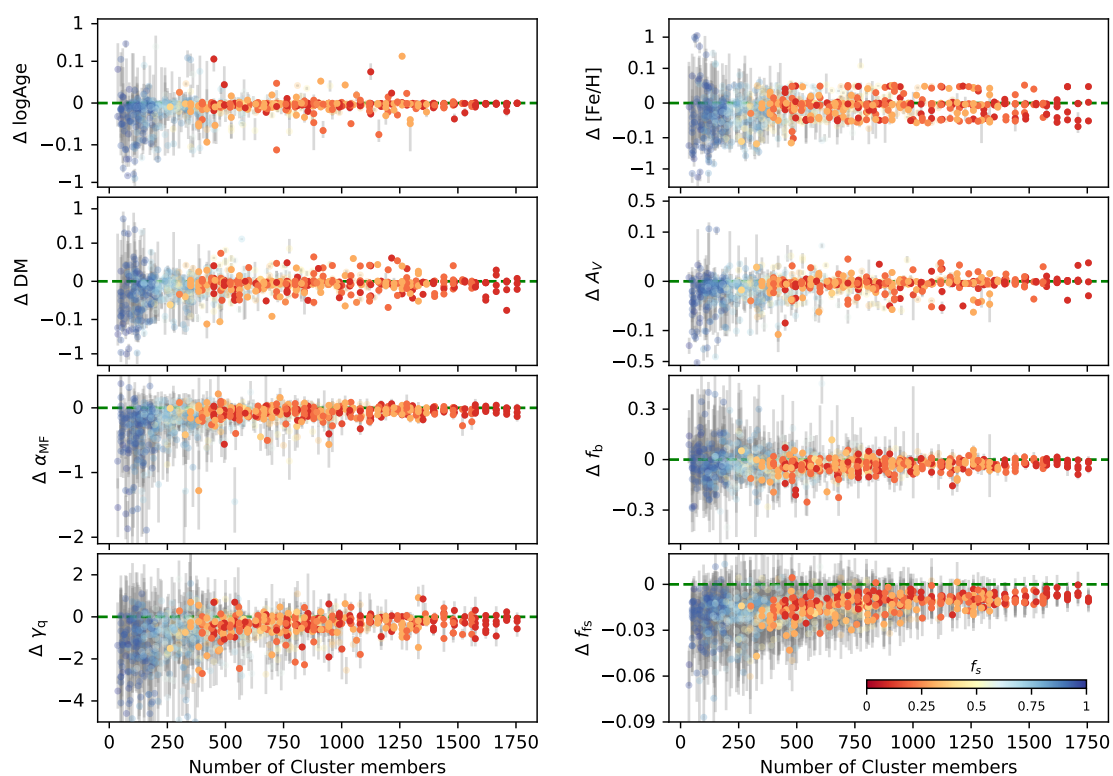 1
0.1
0
−0.1
−1
Δ logAge
1
0.1
0
−0.1
−1
Δ [Fe/H]
1
0.1
0
−0.1
−1
Δ DM
0.5
0.1
0
−0.1
−0.5
Δ A_V
0
−1
−2
Δ α_MF
0.3
0
−0.3
Δ f_b
2
0
−2
−4
Δ γ_q
0
−0.03
−0.06
−0.09
Δ f_fs
f_s
0 0.25 0.5 0.75 1
0 250 500 750 1000 1250 1500 1750
Number of Cluster members
0 250 500 750 1000 1250 1500 1750
Number of Cluster members